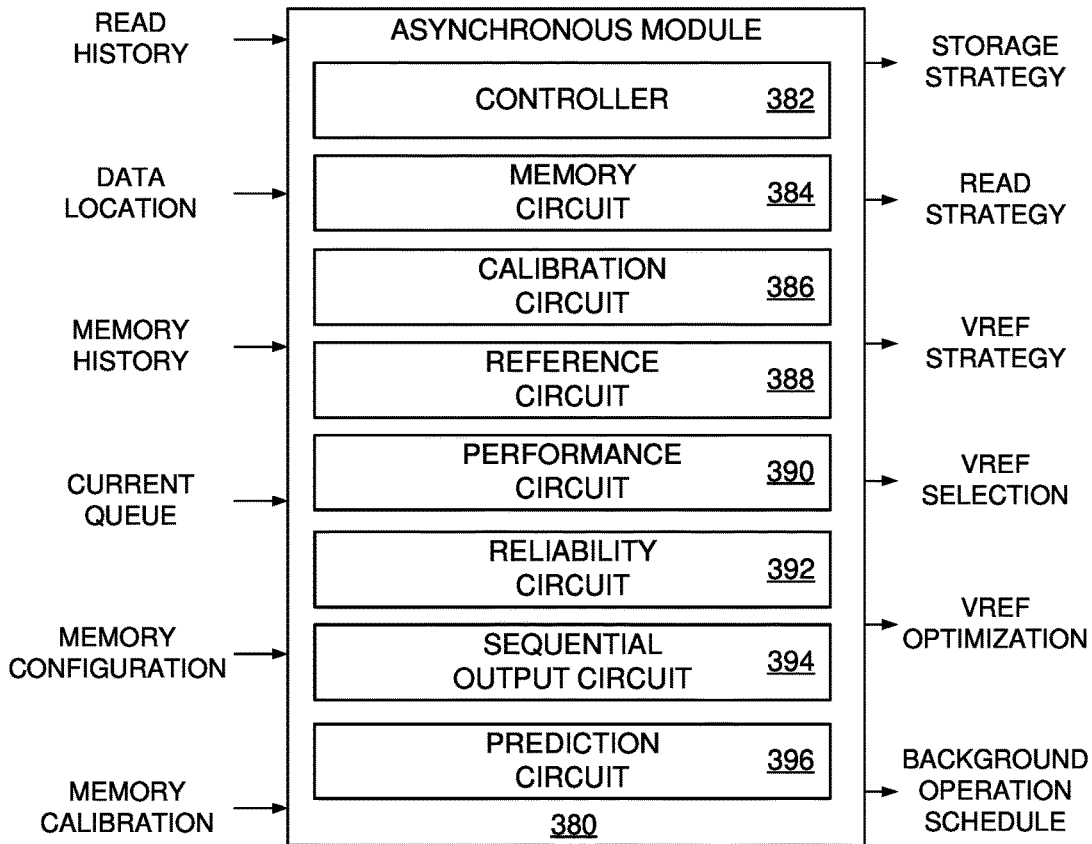 READ
HISTORY
DATA
LOCATION
MEMORY
HISTORY
CURRENT
QUEUE
MEMORY
CONFIGURATION
MEMORY
CALIBRATION
ASYNCHRONOUS MODULE
CONTROLLER 382
MEMORY
CIRCUIT 384
CALIBRATION
CIRCUIT 386
REFERENCE
CIRCUIT 388
PERFORMANCE
CIRCUIT 390
RELIABILITY
CIRCUIT 392
SEQUENTIAL
OUTPUT CIRCUIT 394
PREDICTION
CIRCUIT 396
380
STORAGE
STRATEGY
READ
STRATEGY
VREF
STRATEGY
VREF
SELECTION
VREF
OPTIMIZATION
BACKGROUND
OPERATION
SCHEDULE